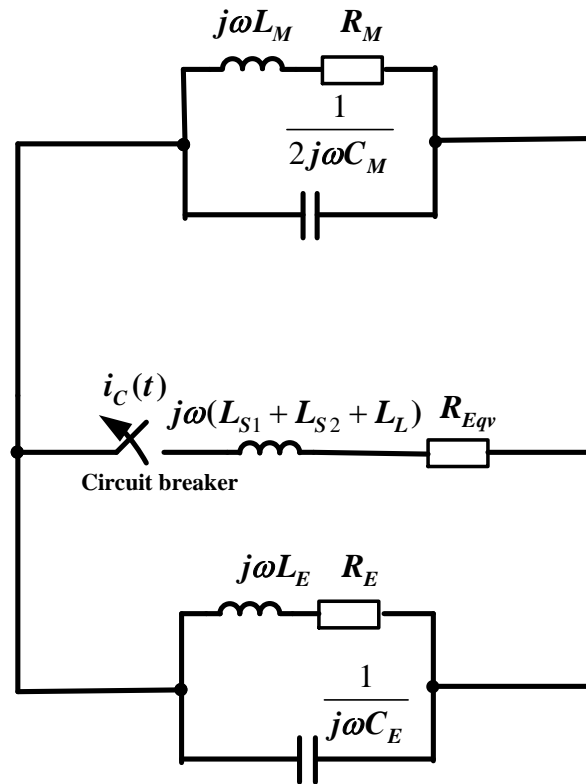 jωL_M R_M
1
2jωC_M
i_C(t)
jω(L_S1 + L_S2 + L_L) R_Eqv
Circuit breaker
jωL_E R_E
1
jωC_E